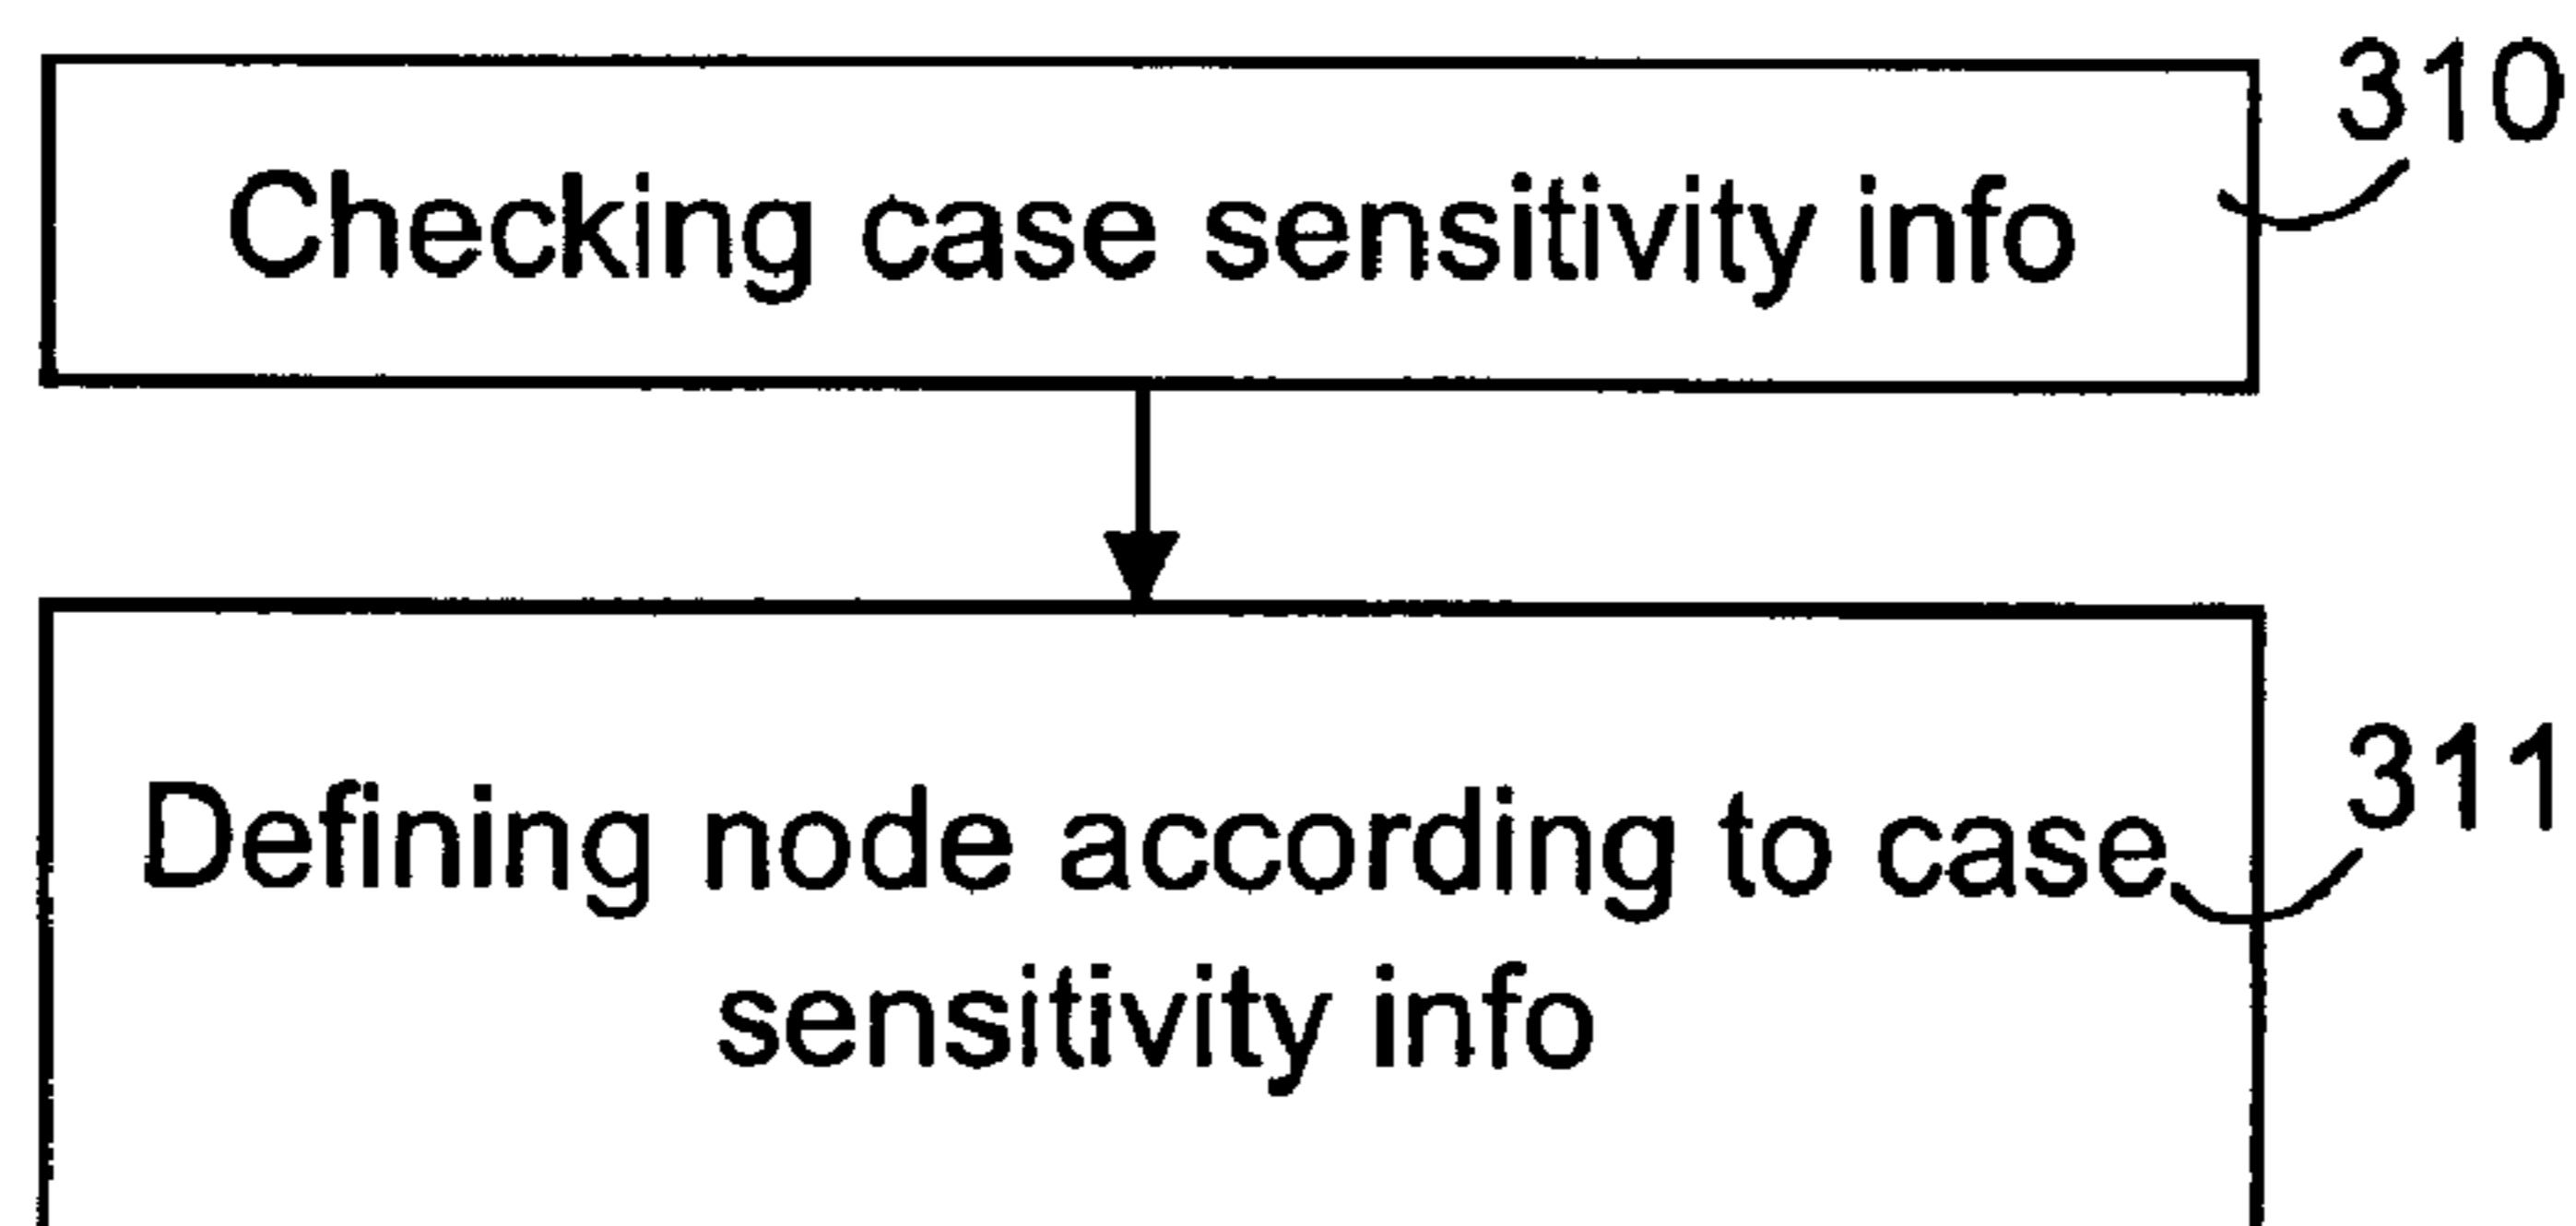 310
Checking case sensitivity info
311
Defining node according to case
sensitivity info